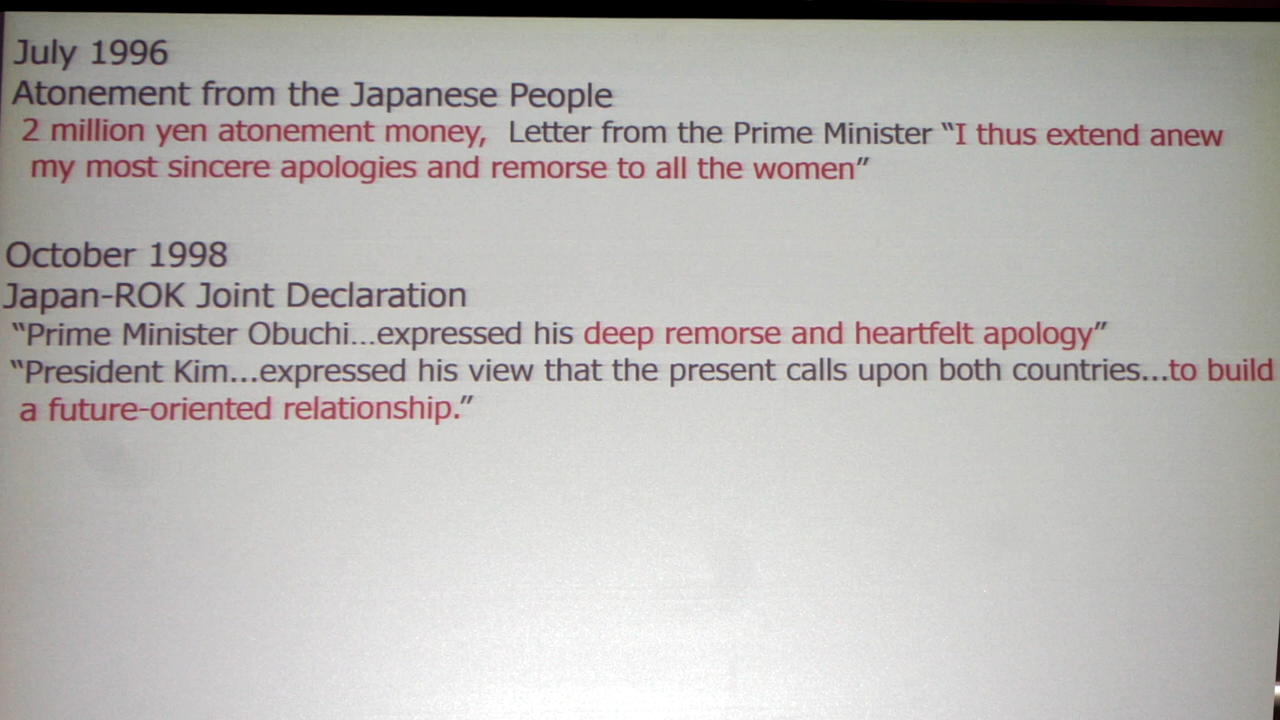 July 1996
Atonement from the Japanese People
2 million yen atonement money, Letter from the Prime Minister “I thus extend anew
my most sincere apologies and remorse to all the women”
October 1998
Japan-ROK Joint Declaration
“Prime Minister Obuchi...expressed his deep remorse and heartfelt apology”
“President Kim...expressed his view that the present calls upon both countries...to build
a future-oriented relationship.”